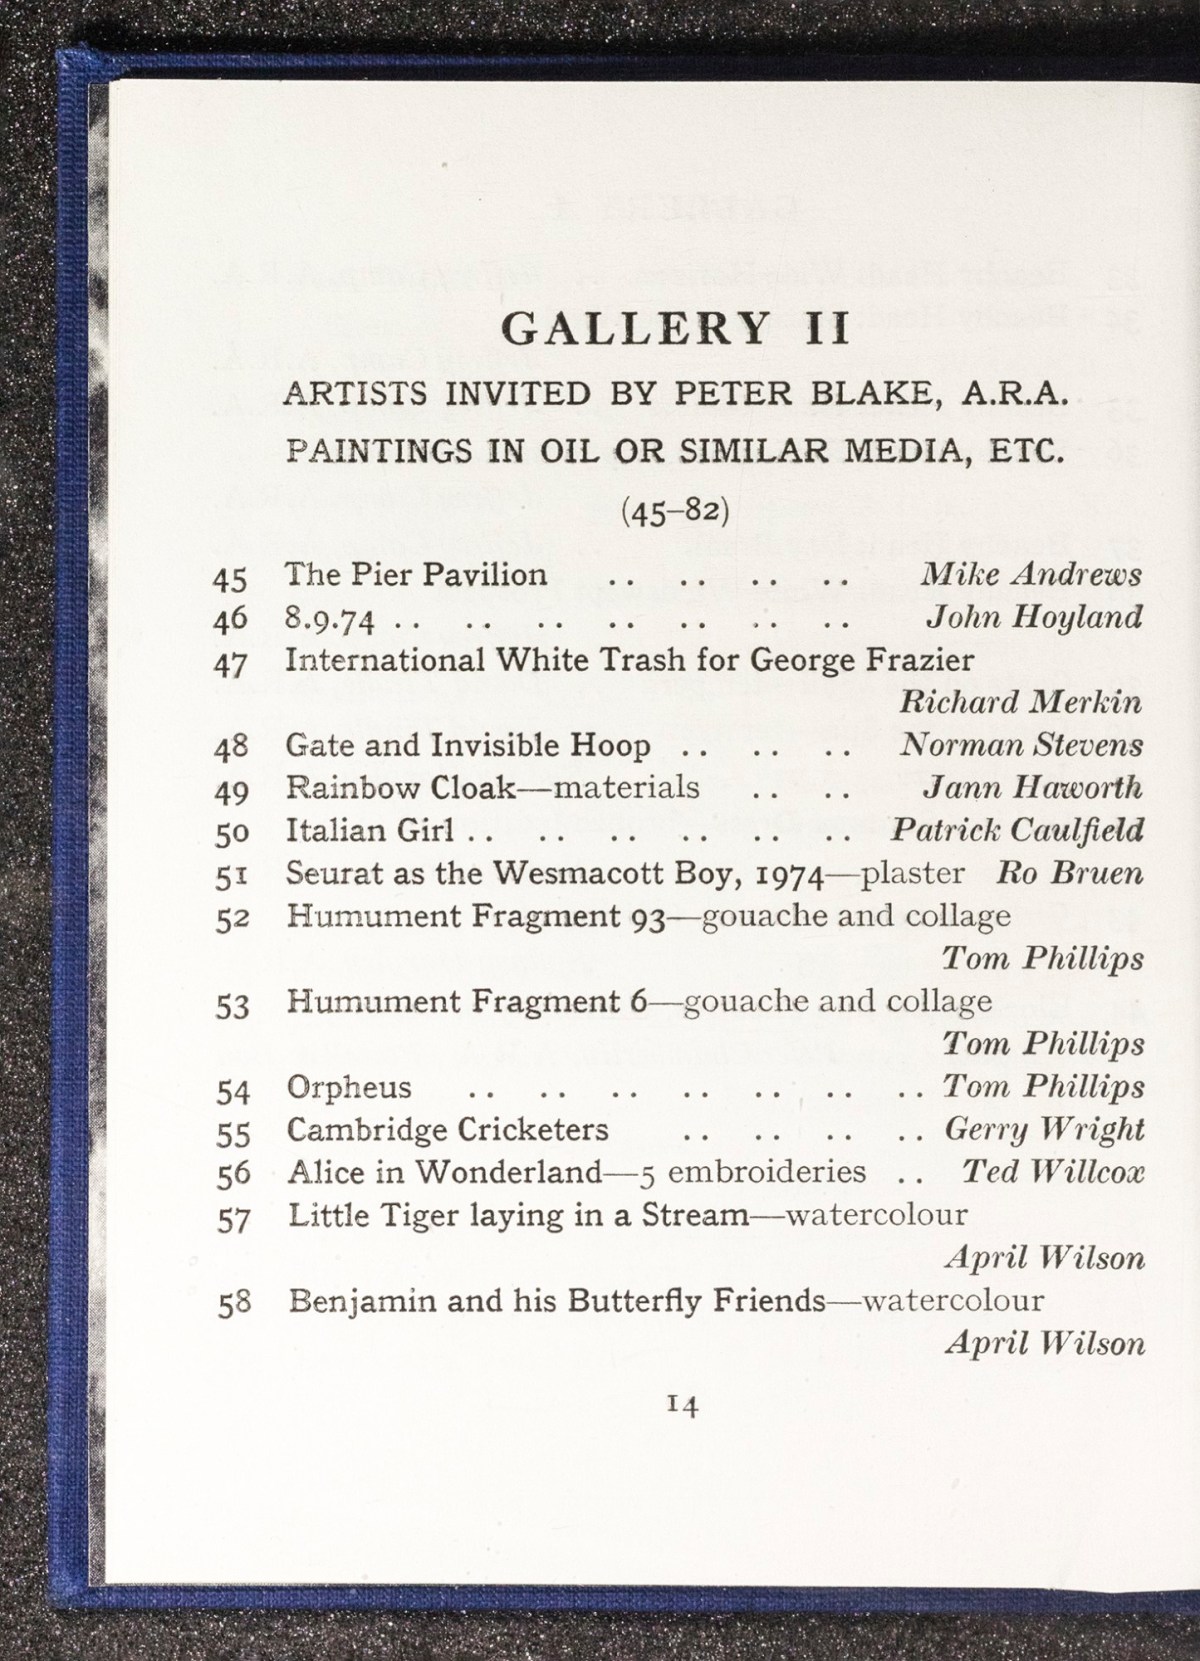 GALLERY II
ARTISTS INVITED BY PETER BLAKE, A.R.A.
PAINTINGS IN OIL OR SIMILAR MEDIA, ETC.
(45–82)
45 The Pier Pavilion .. .. .. .. Mike Andrews
46 8.9.74 .. .. .. .. .. .. .. John Hoyland
47 International White Trash for George Frazier
Richard Merkin
48 Gate and Invisible Hoop .. .. .. Norman Stevens
49 Rainbow Cloak—materials .. .. Jann Haworth
50 Italian Girl .. .. .. .. .. .. Patrick Caulfield
51 Seurat as the Wesmacott Boy, 1974—plaster Ro Bruen
52 Humument Fragment 93—gouache and collage
Tom Phillips
53 Humument Fragment 6—gouache and collage
Tom Phillips
54 Orpheus .. .. .. .. .. .. .. Tom Phillips
55 Cambridge Cricketers .. .. .. .. Gerry Wright
56 Alice in Wonderland—5 embroideries .. Ted Willcox
57 Little Tiger laying in a Stream—watercolour
April Wilson
58 Benjamin and his Butterfly Friends—watercolour
April Wilson
14